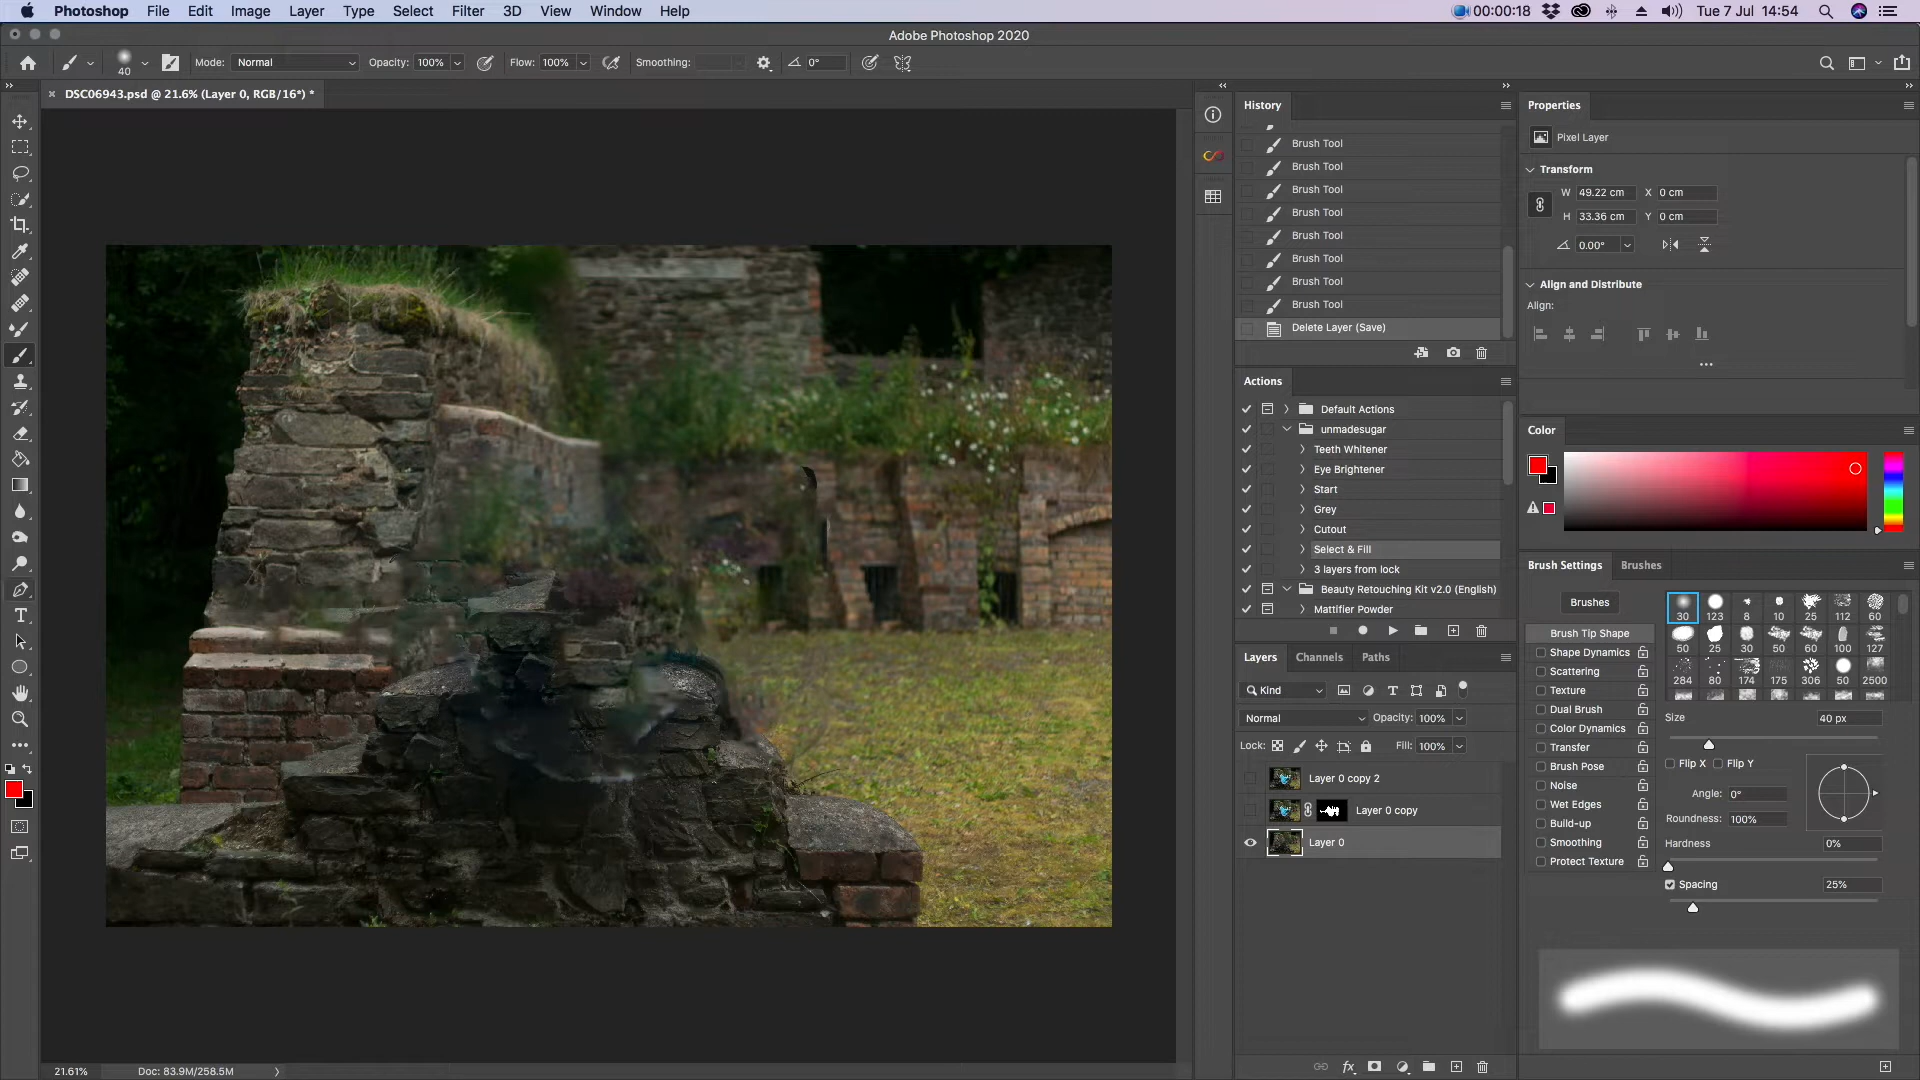 Photoshop File Edit Image Layer Type Select Filter 3D View Window Help 00:00:18 Tue 7 Jul 14:54
Adobe Photoshop 2020
40 Mode: Normal Opacity: 100% Flow: 100% Smoothing: 0°
DSC06943.psd @ 21.6% (Layer 0, RGB/16*) *
History
Brush Tool
Brush Tool
Brush Tool
Brush Tool
Brush Tool
Brush Tool
Brush Tool
Brush Tool
Delete Layer (Save)
Actions
Default Actions
unmadesugar
Teeth Whitener
Eye Brightener
Start
Grey
Cutout
Select & Fill
3 layers from lock
Beauty Retouching Kit v2.0 (English)
Mattifier Powder
Layers Channels Paths
Kind
Normal Opacity: 100%
Lock: Fill: 100%
Layer 0 copy 2
Layer 0 copy
Layer 0
fx
Properties
Pixel Layer
Transform
W 49.22 cm X 0 cm
H 33.36 cm Y 0 cm
0.00°
Align and Distribute
Align:
Color
Brush Settings Brushes
Brushes
Brush Tip Shape
Shape Dynamics
Scattering
Texture
Dual Brush
Color Dynamics
Transfer
Brush Pose
Noise
Wet Edges
Build-up
Smoothing
Protect Texture
30 123 8 10 25 112 60
50 25 30 50 60 100 127
284 80 174 175 306 50 2500
Size 40 px
Flip X Flip Y
Angle: 0°
Roundness: 100%
Hardness 0%
Spacing 25%
21.61% Doc: 83.9M/258.5M